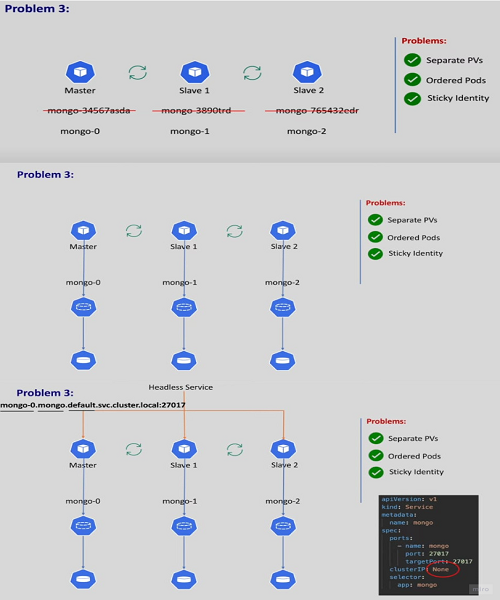 Problem 3:
Problems:
Separate PVs
Ordered Pods
Sticky Identity
Master
Slave 1
Slave 2
mongo-34567asda
mongo-3890trd
mongo-765432edr
mongo-0
mongo-1
mongo-2
Problem 3:
Problems:
Separate PVs
Ordered Pods
Sticky Identity
Master
Slave 1
Slave 2
mongo-0
mongo-1
mongo-2
Headless Service
Problem 3:
mongo-0.mongo.default.svc.cluster.local:27017
Problems:
Separate PVs
Ordered Pods
Sticky Identity
Master
Slave 1
Slave 2
mongo-0
mongo-1
mongo-2
apiVersion: v1
kind: Service
metadata:
name: mongo
spec:
ports:
- name: mongo
port: 27017
targetPort: 27017
clusterIP: None
selector:
app: mongo